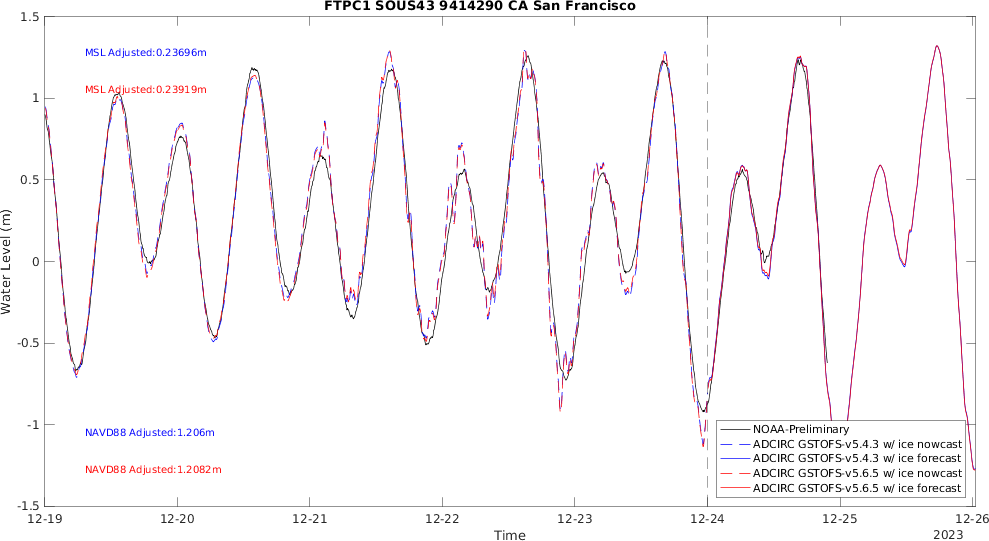 FTPC1 SOUS43 9414290 CA San Francisco
1.5
MSL Adjusted:0.23696m
MSL Adjusted:0.23919m
1
0.5
Water Level (m)
0
-0.5
-1
NAVD88 Adjusted:1.206m
NAVD88 Adjusted:1.2082m
NOAA-Preliminary
ADCIRC GSTOFS-v5.4.3 w/ ice nowcast
ADCIRC GSTOFS-v5.4.3 w/ ice forecast
ADCIRC GSTOFS-v5.6.5 w/ ice nowcast
ADCIRC GSTOFS-v5.6.5 w/ ice forecast
-1.5
12-19 12-20 12-21 12-22 12-23 12-24 12-25 12-26
Time
2023